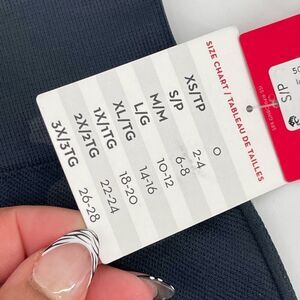 SIZE CHART / TABLEAU DE TAILLES
XS/TP 0
S/P 2-4
M/M 6-8
L/G 10-12
XL/TG 14-16
1X/1TG 18-20
2X/2TG 22-24
3X/3TG 26-28
S/P